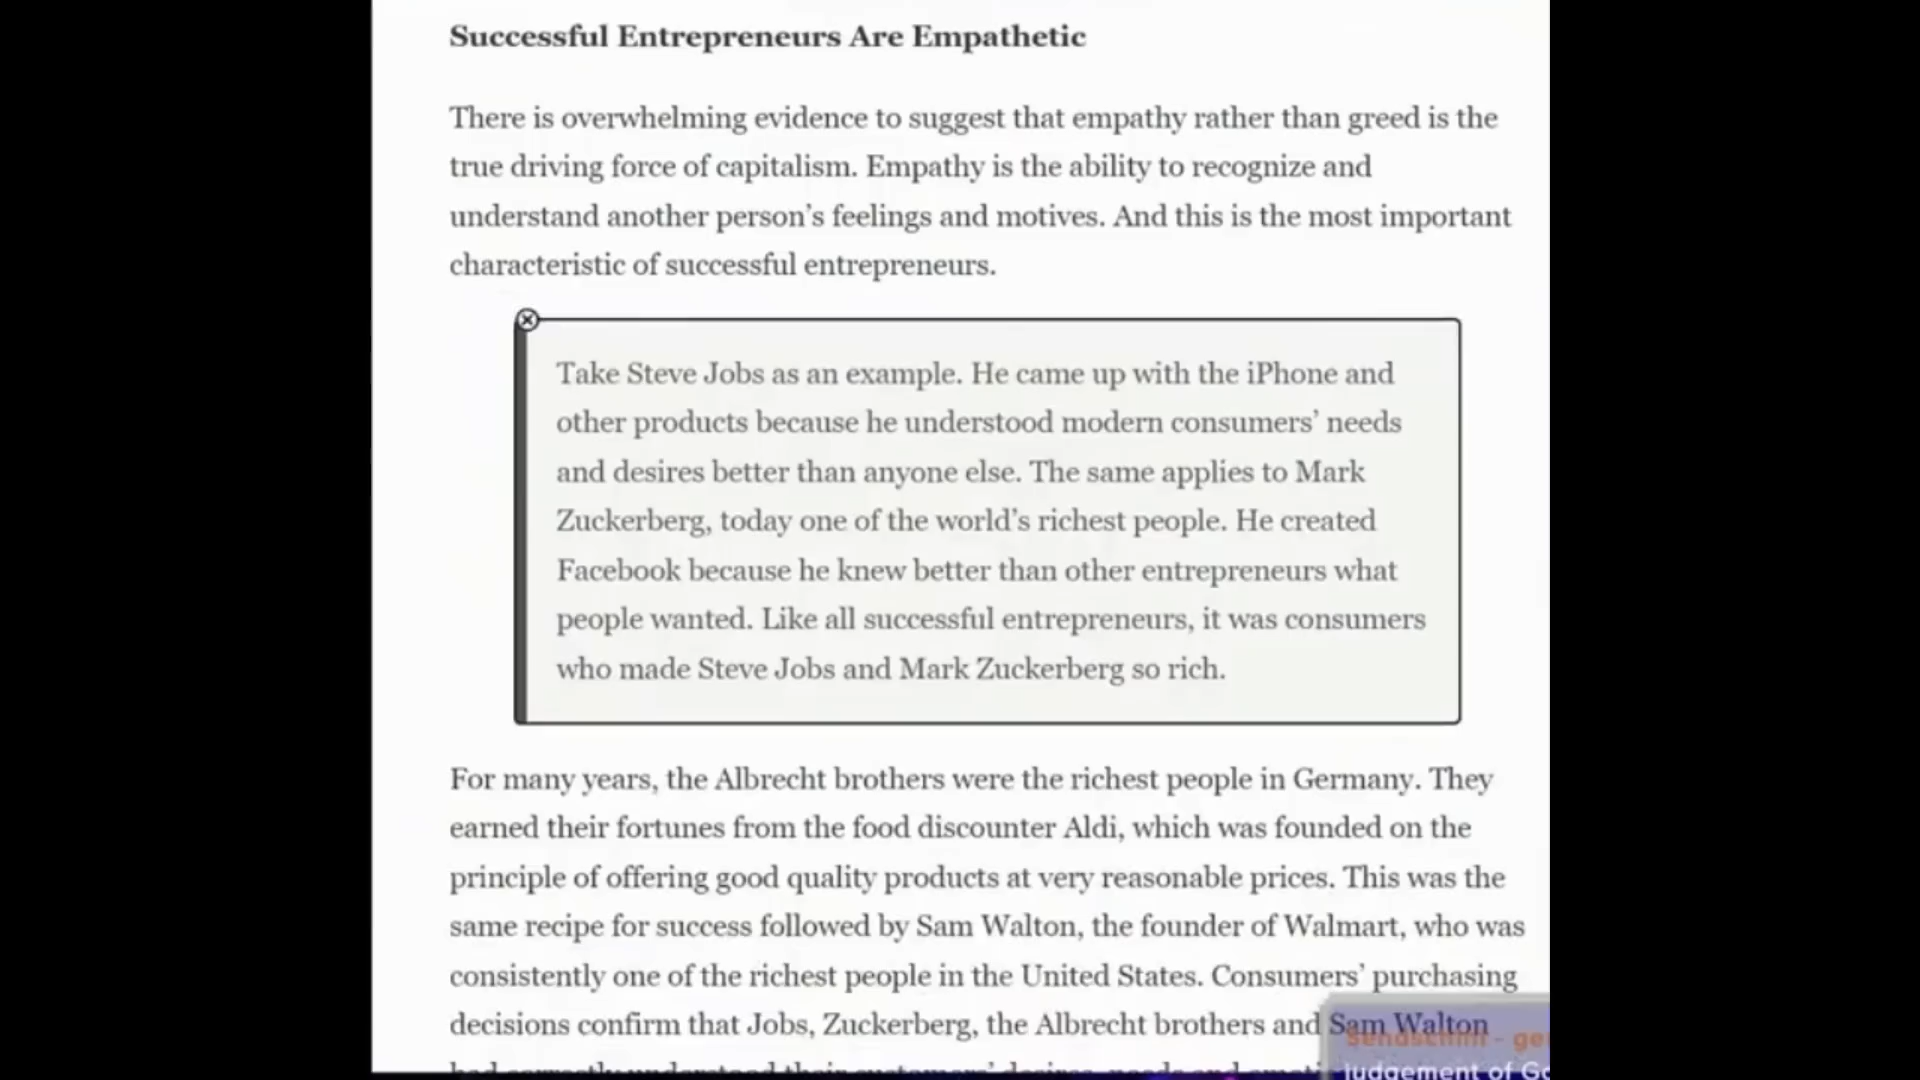 Successful Entrepreneurs Are Empathetic
There is overwhelming evidence to suggest that empathy rather than greed is the
true driving force of capitalism. Empathy is the ability to recognize and
understand another person’s feelings and motives. And this is the most important
characteristic of successful entrepreneurs.
Take Steve Jobs as an example. He came up with the iPhone and
other products because he understood modern consumers’ needs
and desires better than anyone else. The same applies to Mark
Zuckerberg, today one of the world’s richest people. He created
Facebook because he knew better than other entrepreneurs what
people wanted. Like all successful entrepreneurs, it was consumers
who made Steve Jobs and Mark Zuckerberg so rich.
For many years, the Albrecht brothers were the richest people in Germany. They
earned their fortunes from the food discounter Aldi, which was founded on the
principle of offering good quality products at very reasonable prices. This was the
same recipe for success followed by Sam Walton, the founder of Walmart, who was
consistently one of the richest people in the United States. Consumers’ purchasing
decisions confirm that Jobs, Zuckerberg, the Albrecht brothers and Sam Walton
judgement of